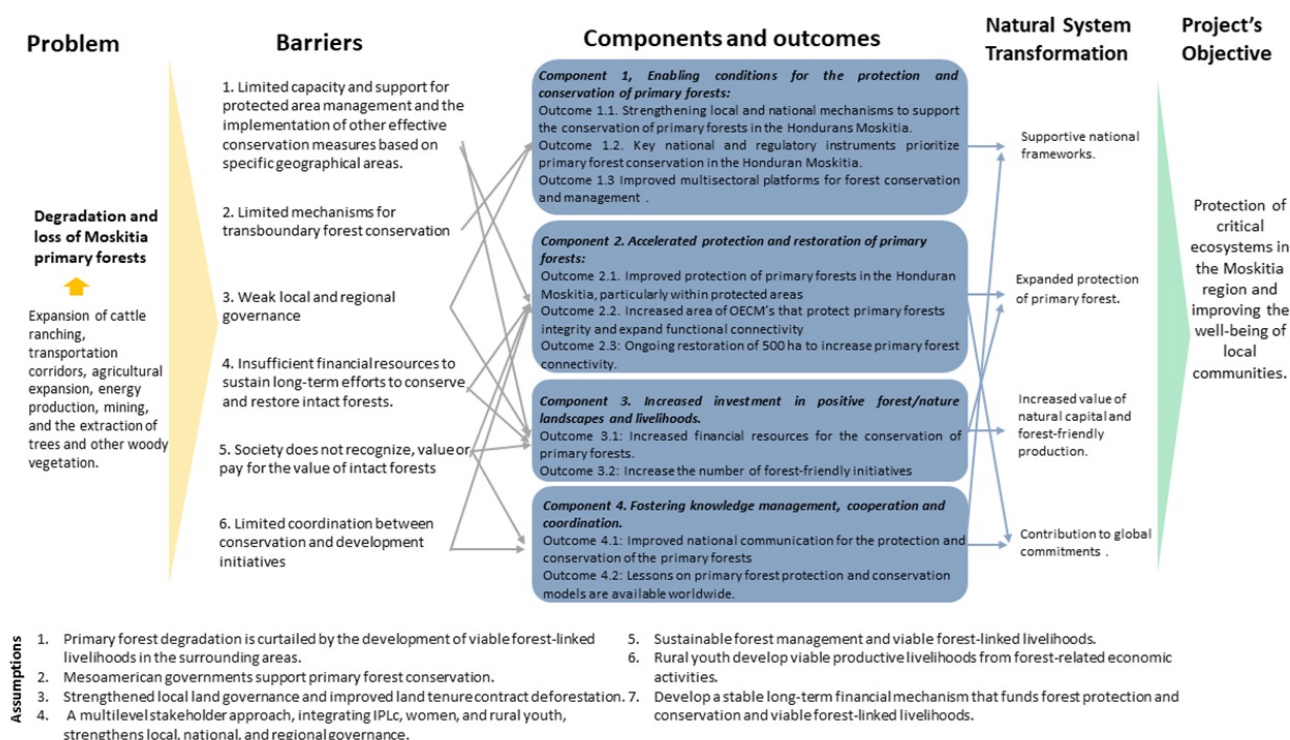 Problem
Barriers
Components and outcomes
Natural System
Transformation
Project's
Objective
Degradation and
loss of Moskitia
primary forests
Expansion of cattle
ranching,
transportation
corridors, agricultural
expansion, energy
production, mining,
and the extraction of
trees and other woody
vegetation.
1. Limited capacity and support for
protected area management and the
implementation of other effective
conservation measures based on
specific geographical areas.
2. Limited mechanisms for
transboundary forest conservation
3. Weak local and regional
governance
4. Insufficient financial resources to
sustain long-term efforts to conserve
and restore intact forests.
5. Society does not recognize, value or
pay for the value of intact forests
6. Limited coordination between
conservation and development
initiatives
Component 1, Enabling conditions for the protection and
conservation of primary forests:
Outcome 1.1. Strengthening local and national mechanisms to support
the conservation of primary forests in the Hondurans Moskitia.
Outcome 1.2. Key national and regulatory instruments prioritize
primary forest conservation in the Honduran Moskitia.
Outcome 1.3 Improved multisectoral platforms for forest conservation
and management .
Component 2. Accelerated protection and restoration of primary
forests:
Outcome 2.1. Improved protection of primary forests in the Honduran
Moskitia, particularly within protected areas
Outcome 2.2. Increased area of OECM's that protect primary forests
integrity and expand functional connectivity
Outcome 2.3: Ongoing restoration of 500 ha to increase primary forest
connectivity.
Component 3. Increased investment in positive forest/nature
landscapes and livelihoods.
Outcome 3.1: Increased financial resources for the conservation of
primary forests.
Outcome 3.2: Increase the number of forest-friendly initiatives
Component 4. Fostering knowledge management, cooperation and
coordination.
Outcome 4.1: Improved national communication for the protection and
conservation of the primary forests
Outcome 4.2: Lessons on primary forest protection and conservation
models are available worldwide.
Supportive national
frameworks.
Expanded protection
of primary forest.
Increased value of
natural capital and
forest-friendly
production.
Contribution to global
commitments .
Protection of
critical
ecosystems in
the Moskitia
region and
improving the
well-being of
local
communities.
Assumptions
1. Primary forest degradation is curtailed by the development of viable forest-linked
livelihoods in the surrounding areas.
2. Mesoamerican governments support primary forest conservation.
3. Strengthened local land governance and improved land tenure contract deforestation.
4. A multilevel stakeholder approach, integrating IPLc, women, and rural youth,
strengthens local, national, and regional governance.
5. Sustainable forest management and viable forest-linked livelihoods.
6. Rural youth develop viable productive livelihoods from forest-related economic
activities.
7. Develop a stable long-term financial mechanism that funds forest protection and
conservation and viable forest-linked livelihoods.